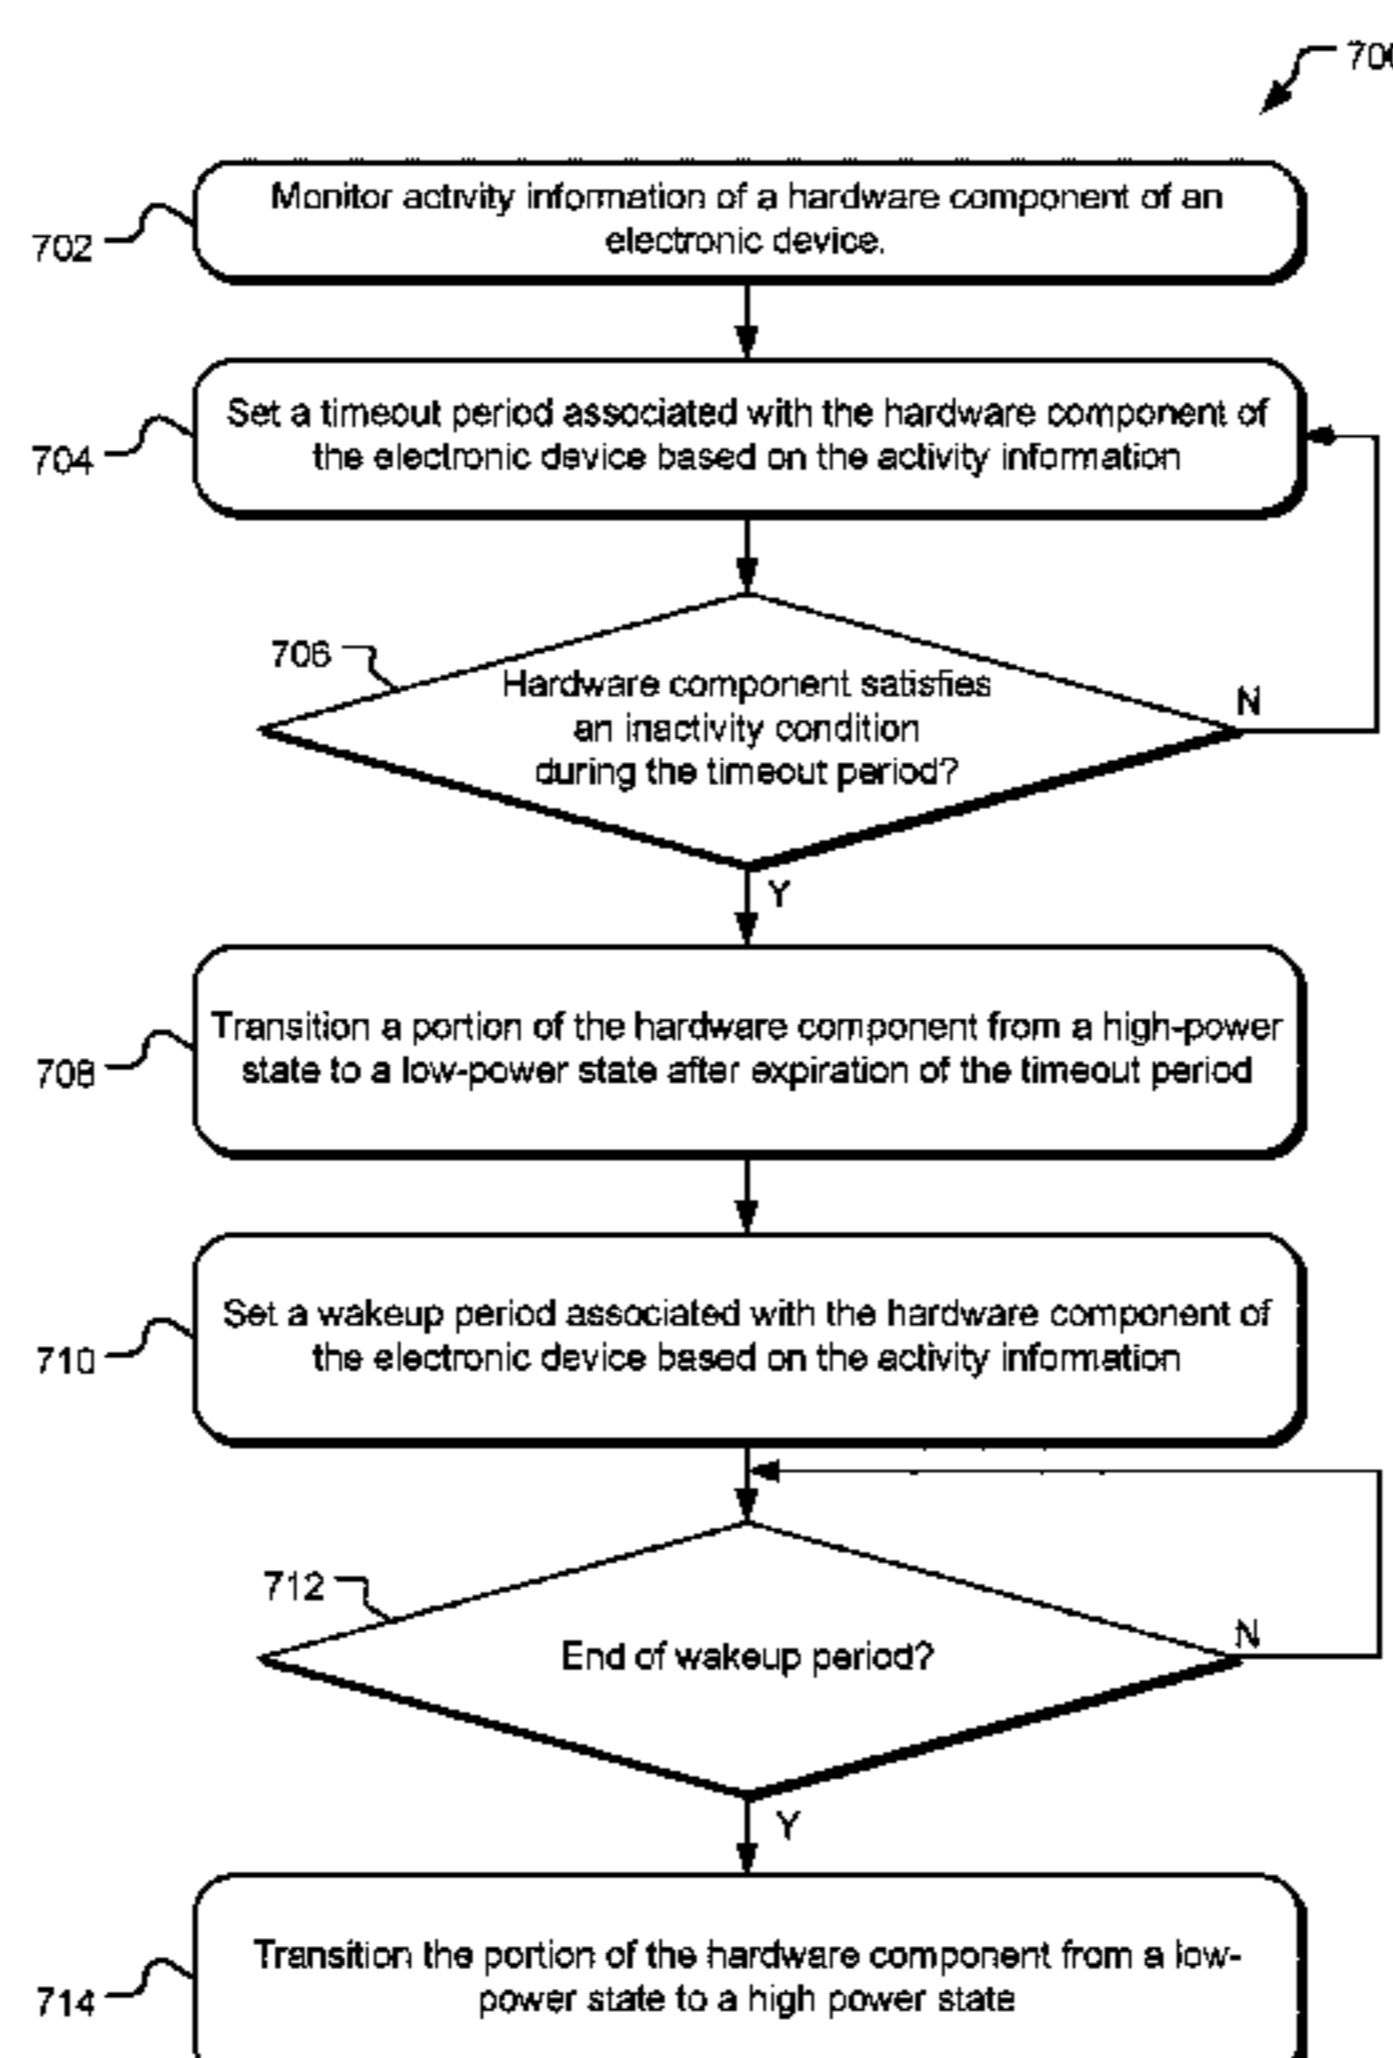 700
Monitor activity information of a hardware component of an
electronic device.
702
Set a timeout period associated with the hardware component of
the electronic device based on the activity information
704
706
Hardware component satisfies
an inactivity condition
during the timeout period?
N
Y
Transition a portion of the hardware component from a high-power
state to a low-power state after expiration of the timeout period
708
Set a wakeup period associated with the hardware component of
the electronic device based on the activity information
710
712
End of wakeup period?
N
Y
Transition the portion of the hardware component from a low-
power state to a high power state
714